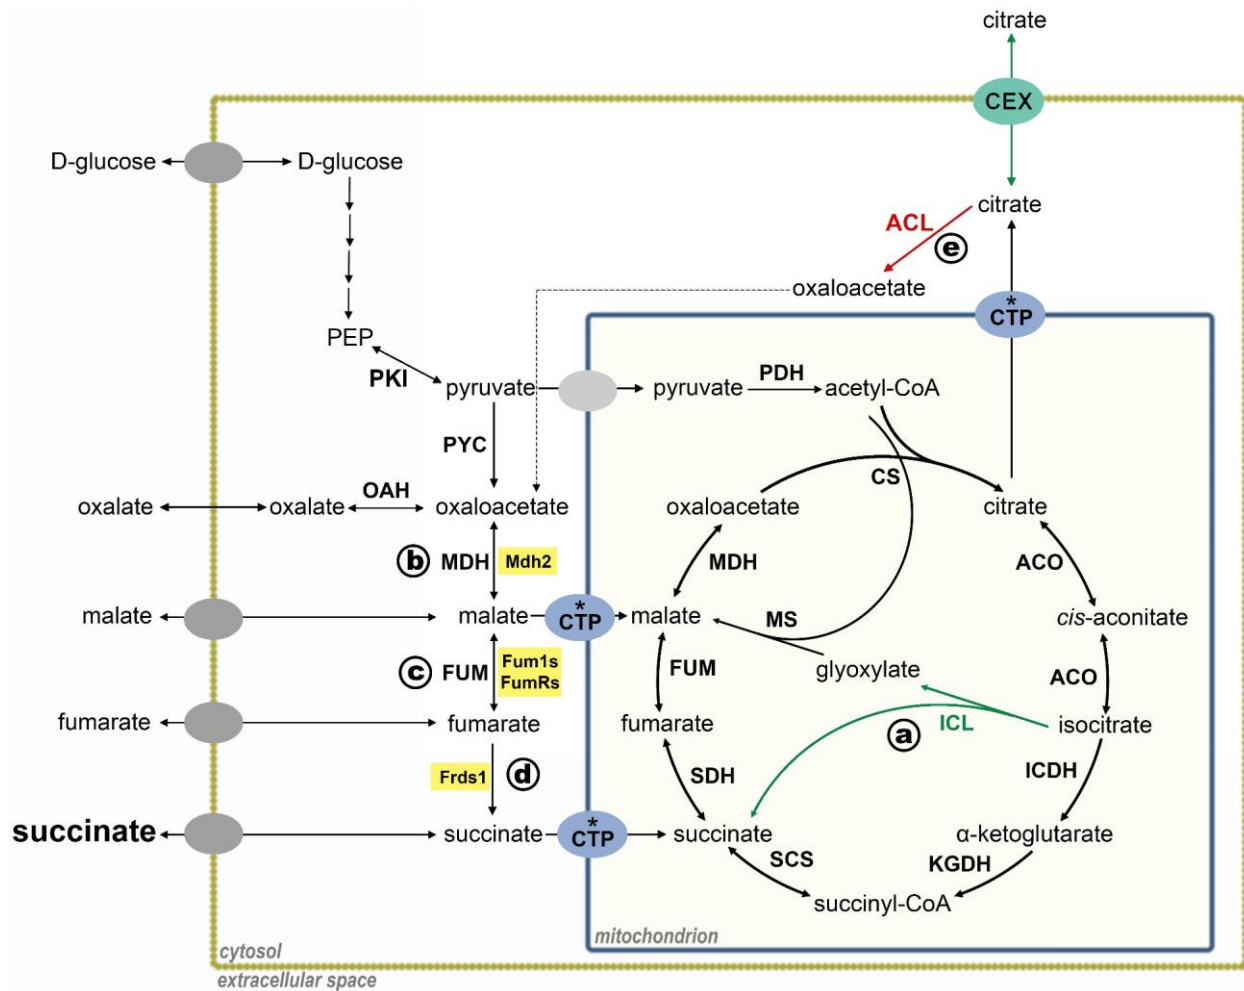 citrate
CEX
D-glucose
D-glucose
citrate
ACL
e
oxaloacetate
*
CTP
PEP
PKI
pyruvate
pyruvate
PDH
acetyl-CoA
PYC
CS
OAH
oxalate
oxalate
oxaloacetate
oxaloacetate
citrate
b
MDH
Mdh2
MDH
ACO
malate
malate
*
CTP
malate
MS
cis-aconitate
c
FUM
Fum1s
FumRs
FUM
glyoxylate
ACO
fumarate
fumarate
fumarate
a
ICL
isocitrate
Frds1
d
SDH
ICDH
succinate
succinate
*
CTP
succinate
α-ketoglutarate
SCS
KGDH
succinyl-CoA
cytosol
mitochondrion
extracellular space